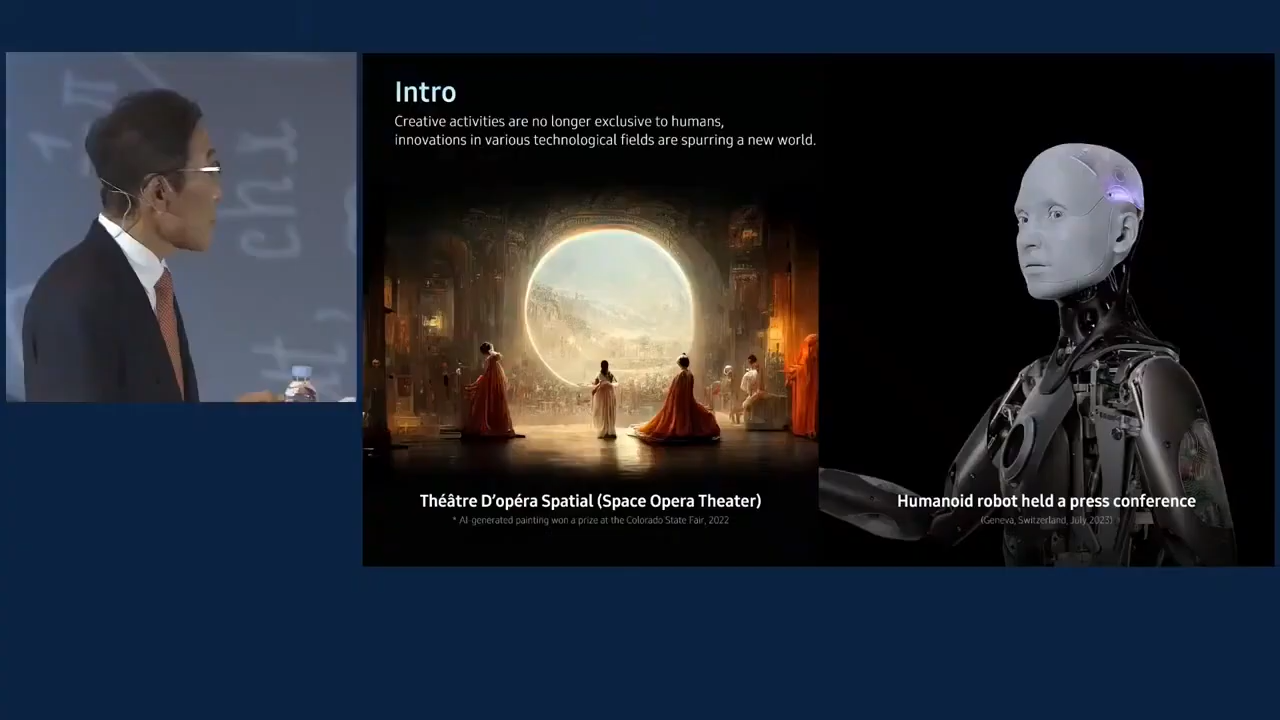 Intro
Creative activities are no longer exclusive to humans,
innovations in various technological fields are spurring a new world.
Théâtre D'opéra Spatial (Space Opera Theater)
* AI-generated painting won a prize at the Colorado State Fair, 2022
Humanoid robot held a press conference
(Geneva, Switzerland, July 2023)